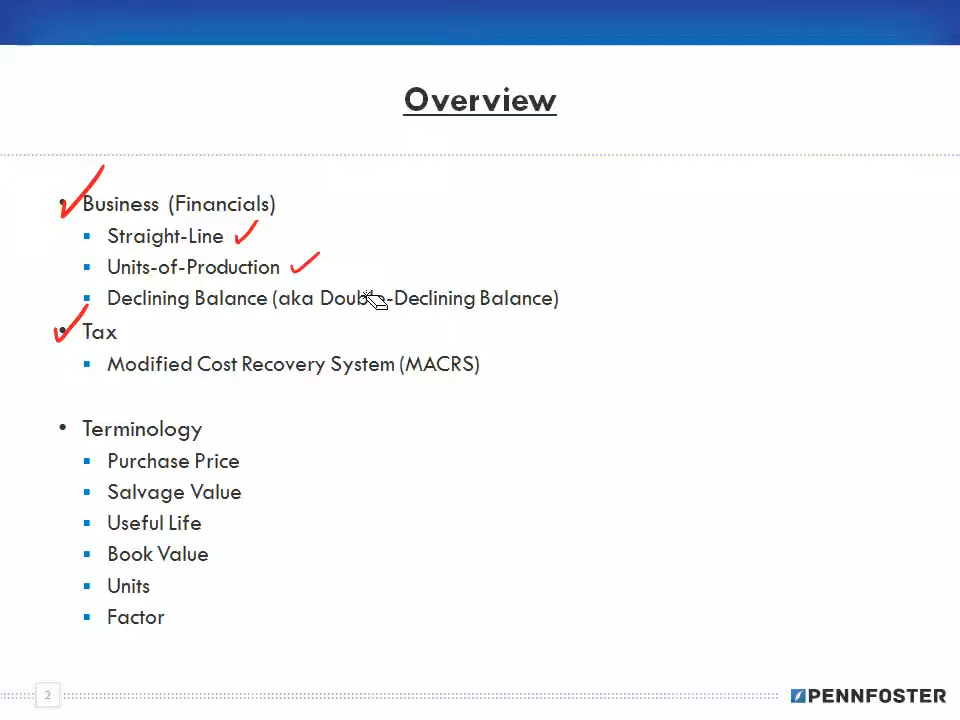 Overview
• Business (Financials)
▪ Straight-Line
▪ Units-of-Production
▪ Declining Balance (aka Double-Declining Balance)
• Tax
▪ Modified Cost Recovery System (MACRS)
• Terminology
▪ Purchase Price
▪ Salvage Value
▪ Useful Life
▪ Book Value
▪ Units
▪ Factor
2
PENNFOSTER